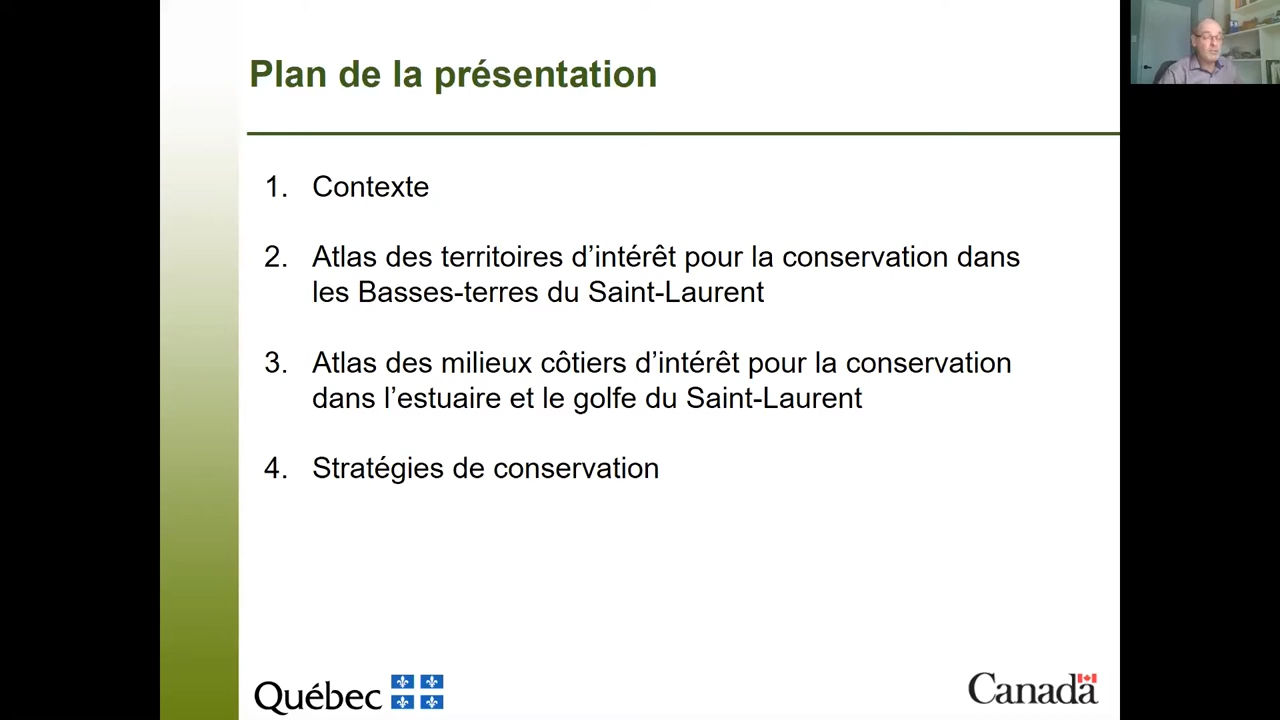 Plan de la présentation
1. Contexte
2. Atlas des territoires d’intérêt pour la conservation dans
les Basses-terres du Saint-Laurent
3. Atlas des milieux côtiers d’intérêt pour la conservation
dans l’estuaire et le golfe du Saint-Laurent
4. Stratégies de conservation
Québec
Canada